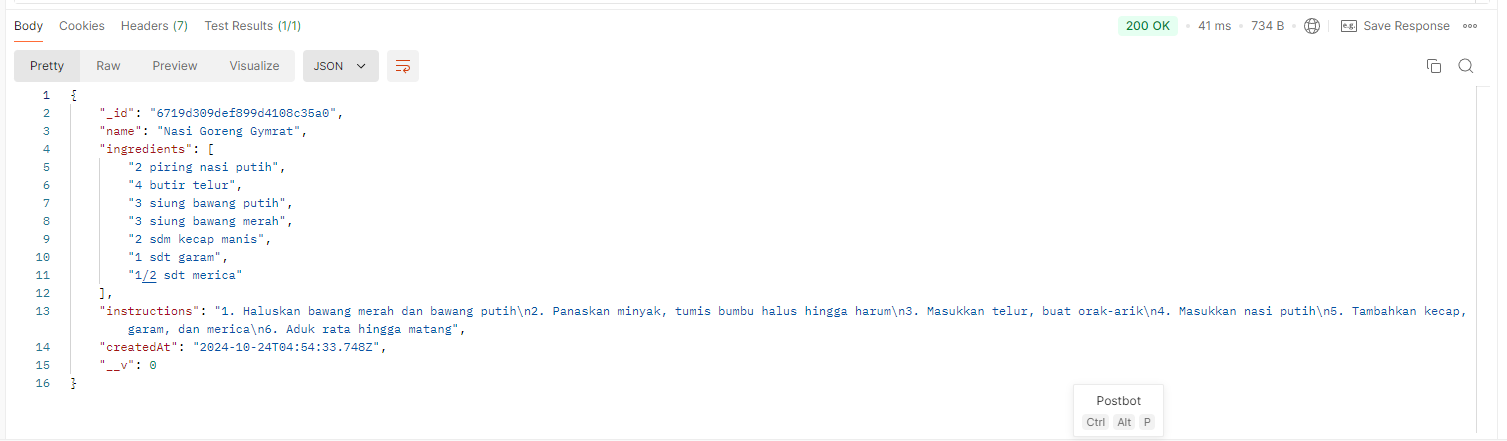 Body Cookies Headers (7) Test Results (1/1) 200 OK 41 ms 734 B e.g. Save Response
Pretty Raw Preview Visualize JSON
1 {
2 "_id": "6719d309def899d4108c35a0",
3 "name": "Nasi Goreng Gymrat",
4 "ingredients": [
5 "2 piring nasi putih",
6 "4 butir telur",
7 "3 siung bawang putih",
8 "3 siung bawang merah",
9 "2 sdm kecap manis",
10 "1 sdt garam",
11 "1/2 sdt merica"
12 ],
13 "instructions": "1. Haluskan bawang merah dan bawang putih\n2. Panaskan minyak, tumis bumbu halus hingga harum\n3. Masukkan telur, buat orak-arik\n4. Masukkan nasi putih\n5. Tambahkan kecap,
garam, dan merica\n6. Aduk rata hingga matang",
14 "createdAt": "2024-10-24T04:54:33.748Z",
15 "__v": 0
16 }
Postbot
Ctrl Alt P